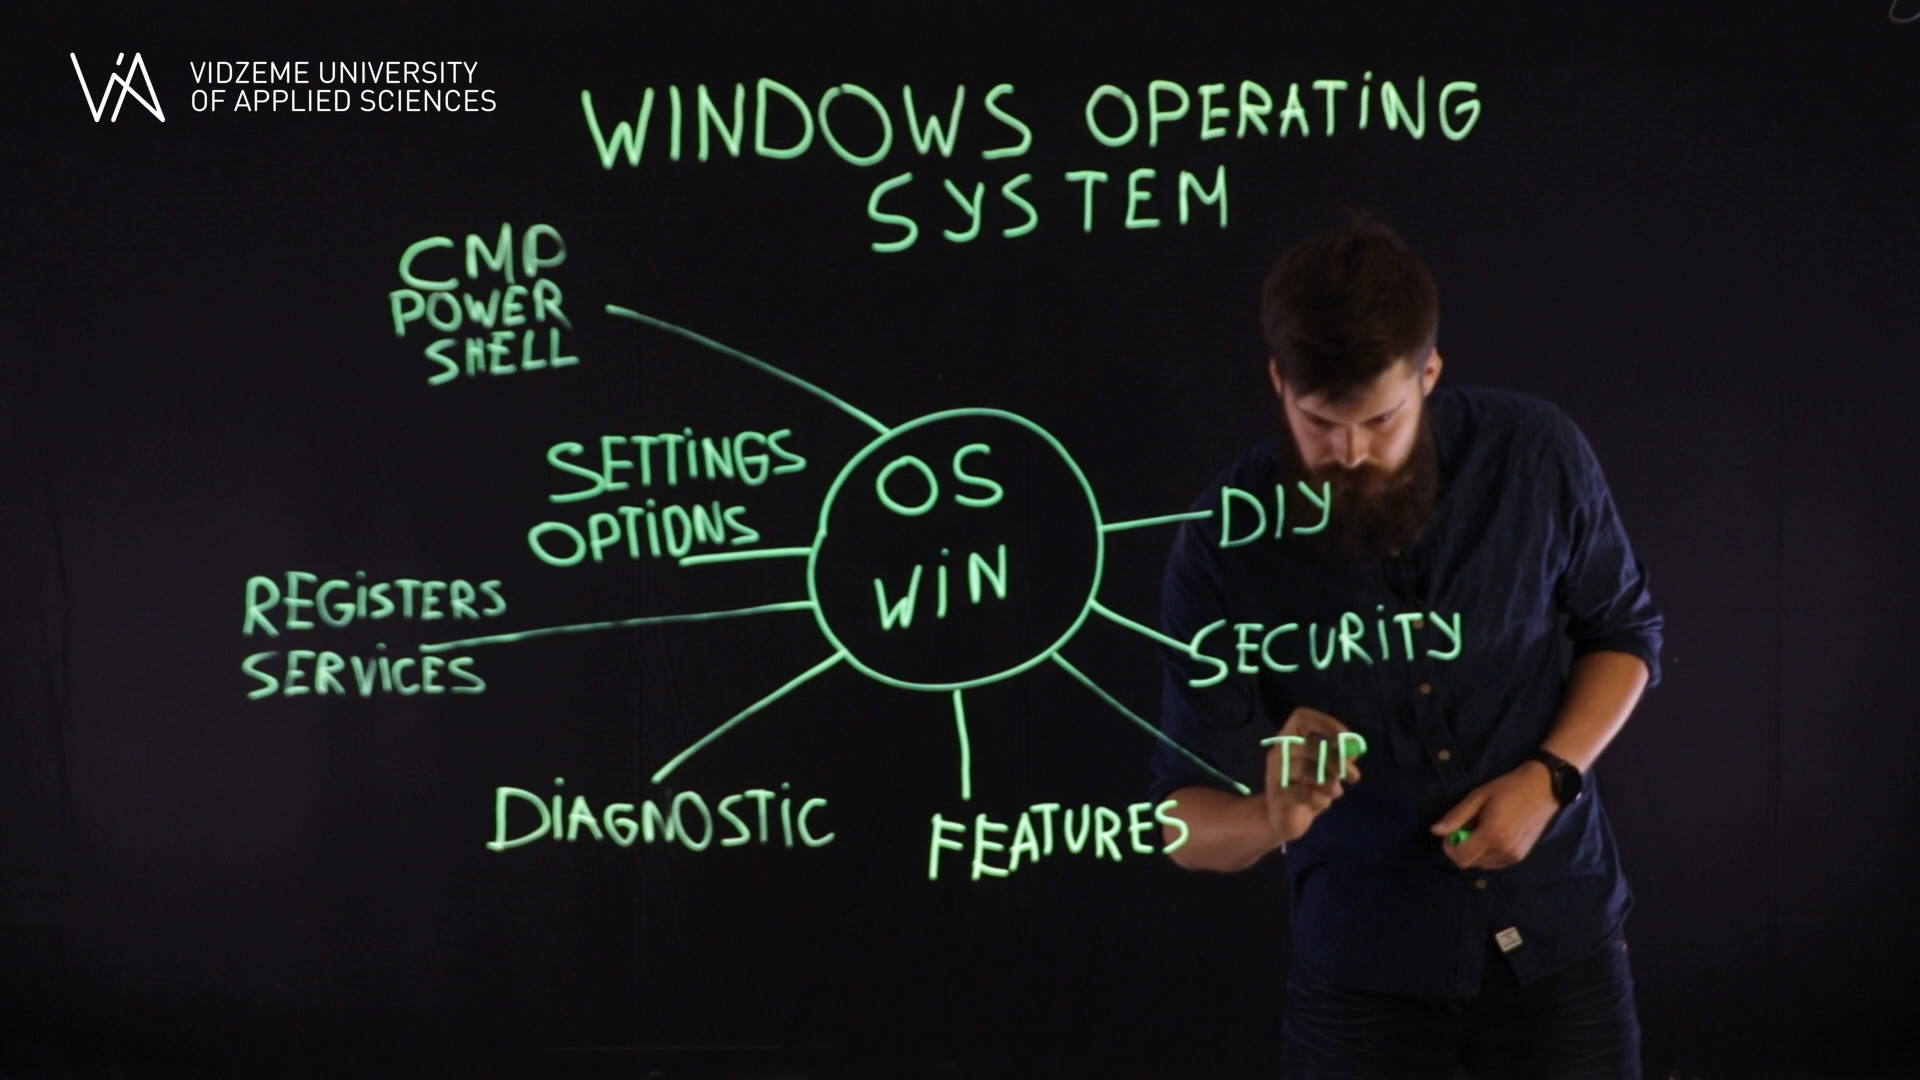 VIA
VIDZEME UNIVERSITY
OF APPLIED SCIENCES
WINDOWS OPERATING
SYSTEM
CMD
POWER
SHELL
SETTINGS
OPTIONS
REGISTERS
SERVICES
OS
WIN
DIY
SECURITY
TIP
DIAGNOSTIC
FEATURES